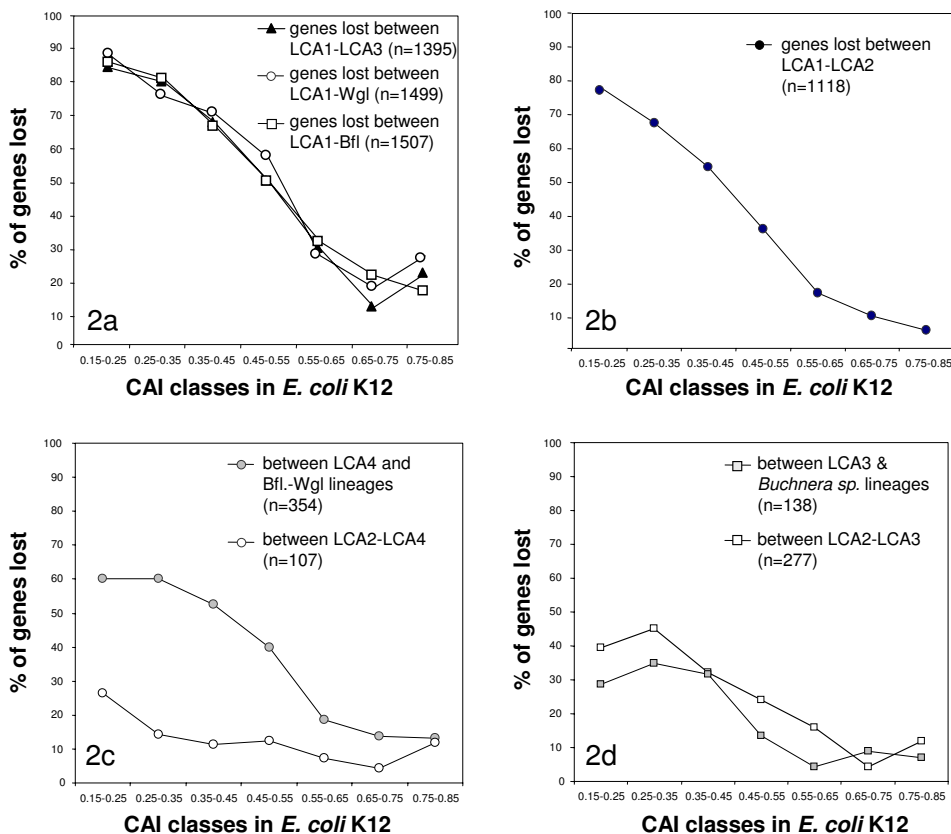 100
90
80
70
60
50
40
30
20
10
0
% of genes lost
genes lost between
LCA1-LCA3 (n=1395)
genes lost between
LCA1-Wgl (n=1499)
genes lost between
LCA1-Bfl (n=1507)
2a
0.15-0.25 0.25-0.35 0.35-0.45 0.45-0.55 0.55-0.65 0.65-0.75 0.75-0.85
CAI classes in E. coli K12
100
90
80
70
60
50
40
30
20
10
% of genes lost
genes lost between
LCA1-LCA2
(n=1118)
2b
0.15-0.25 0.25-0.35 0.35-0.45 0.45-0.55 0.55-0.65 0.65-0.75 0.75-0.85
CAI classes in E. coli K12
100
90
80
70
60
50
40
30
20
10
0
% of genes lost
between LCA4 and
Bfl.-Wgl lineages
(n=354)
between LCA2-LCA4
(n=107)
2c
0.15-0.25 0.25-0.35 0.35-0.45 0.45-0.55 0.55-0.65 0.65-0.75 0.75-0.85
CAI classes in E. coli K12
100
90
80
70
60
50
40
30
20
10
0
% of genes lost
between LCA3 &
Buchnera sp. lineages
(n=138)
between LCA2-LCA3
(n=277)
2d
0.15-0.25 0.25-0.35 0.35-0.45 0.45-0.55 0.55-0.65 0.65-0.75 0.75-0.85
CAI classes in E. coli K12